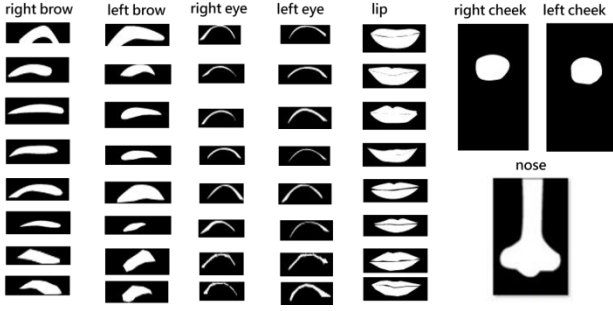 right brow
left brow
right eye
left eye
lip
right cheek
left cheek
nose